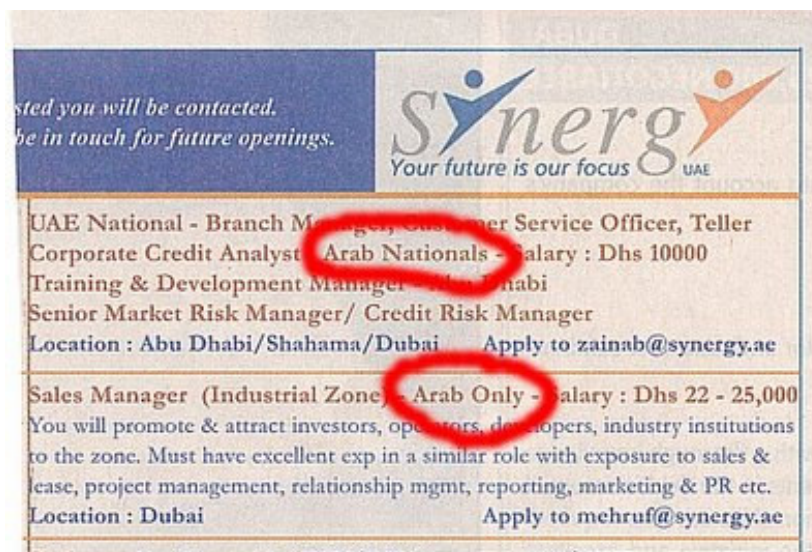 sted you will be contacted.
be in touch for future openings.
Synergy
Your future is our focus UAE
UAE National - Branch Manager, Customer Service Officer, Teller
Corporate Credit Analyst - Arab Nationals - Salary : Dhs 10000
Training & Development Manager - Abu Dhabi
Senior Market Risk Manager/ Credit Risk Manager
Location : Abu Dhabi/Shahama/Dubai Apply to zainab@synergy.ae
Sales Manager (Industrial Zone) - Arab Only - Salary : Dhs 22 - 25,000
You will promote & attract investors, operators, developers, industry institutions
to the zone. Must have excellent exp in a similar role with exposure to sales &
lease, project management, relationship mgmt, reporting, marketing & PR etc.
Location : Dubai Apply to mehruf@synergy.ae